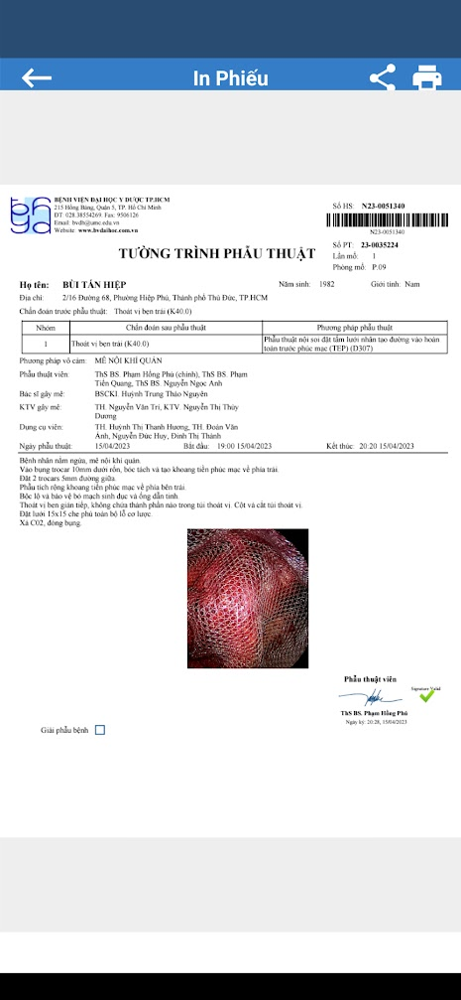 In Phiếu
BỆNH VIỆN ĐẠI HỌC Y DƯỢC TP.HCM
215 Hồng Bàng, Quận 5, TP. Hồ Chí Minh
ĐT: 028.38554269. Fax: 9506126
Email: bvdh@umc.edu.vn
Website: www.bvdaihoc.com.vn
Số HS: N23-0051340
N23-0051340
Số PT: 23-0035224
Lần mổ: 1
Phòng mổ: P.09
TƯỜNG TRÌNH PHẪU THUẬT
Họ tên: BÙI TẤN HIỆP Năm sinh: 1982 Giới tính: Nam
Địa chỉ: 2/16 Đường 68, Phường Hiệp Phú, Thành phố Thủ Đức, TP.HCM
Chẩn đoán trước phẫu thuật: Thoát vị bẹn trái (K40.0)
Nhóm Chẩn đoán sau phẫu thuật Phương pháp phẫu thuật
1 Thoát vị bẹn trái (K40.0) Phẫu thuật nội soi đặt tấm lưới nhân tạo đường vào hoàn
toàn trước phúc mạc (TEP) (D307)
Phương pháp vô cảm: MÊ NỘI KHÍ QUẢN
Phẫu thuật viên: ThS BS. Phạm Hồng Phú (chính), ThS BS. Phạm
Tiến Quang, ThS BS. Nguyễn Ngọc Anh
Bác sĩ gây mê: BSCKI. Huỳnh Trung Thảo Nguyên
KTV gây mê: TH. Nguyễn Văn Trí, KTV. Nguyễn Thị Thùy
Dương
Dụng cụ viên: TH. Huỳnh Thị Thanh Hương, TH. Đoàn Văn
Ánh, Nguyễn Đức Huy, Đinh Thị Thành
Ngày phẫu thuật: 15/04/2023 Bắt đầu: 19:00 15/04/2023 Kết thúc: 20:20 15/04/2023
Bệnh nhân nằm ngửa, mê nội khí quản.
Vào bụng trocar 10mm dưới rốn, bóc tách và tạo khoang tiền phúc mạc về phía trái.
Đặt 2 trocars 5mm đường giữa.
Phẫu tích rộng khoang tiền phúc mạc về phía bên trái.
Bộc lộ và bảo vệ bó mạch sinh dục và ống dẫn tinh.
Thoát vị bẹn gián tiếp, không chứa thành phần nào trong túi thoát vị. Cột và cắt túi thoát vị.
Đặt lưới 15x15 che phủ toàn bộ lỗ cơ lược.
Xả CO2, đóng bụng.
Phẫu thuật viên
Signature Valid
ThS BS. Phạm Hồng Phú
Ngày ký: 20:28, 15/04/2023
Giải phẫu bệnh